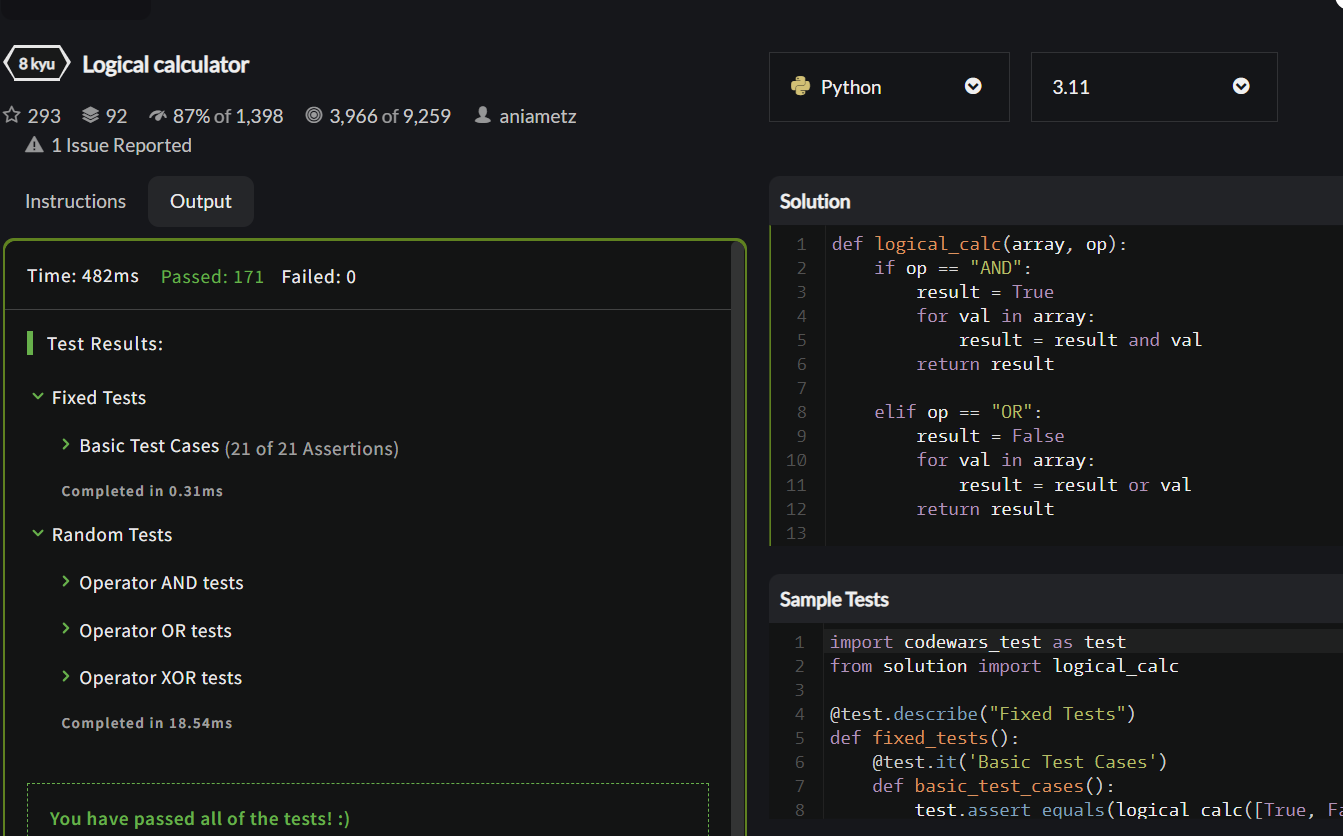 8 kyu Logical calculator
293 92 87% of 1,398 3,966 of 9,259 aniametz
1 Issue Reported
Instructions Output
Time: 482ms Passed: 171 Failed: 0
Test Results:
Fixed Tests
Basic Test Cases (21 of 21 Assertions)
Completed in 0.31ms
Random Tests
Operator AND tests
Operator OR tests
Operator XOR tests
Completed in 18.54ms
You have passed all of the tests! :)
Python 3.11
Solution
1 def logical_calc(array, op):
2     if op == "AND":
3         result = True
4         for val in array:
5             result = result and val
6         return result
7
8     elif op == "OR":
9         result = False
10         for val in array:
11             result = result or val
12         return result
13
Sample Tests
1 import codewars_test as test
2 from solution import logical_calc
3
4 @test.describe("Fixed Tests")
5 def fixed_tests():
6     @test.it('Basic Test Cases')
7     def basic_test_cases():
8         test.assert_equals(logical_calc([True, Fa